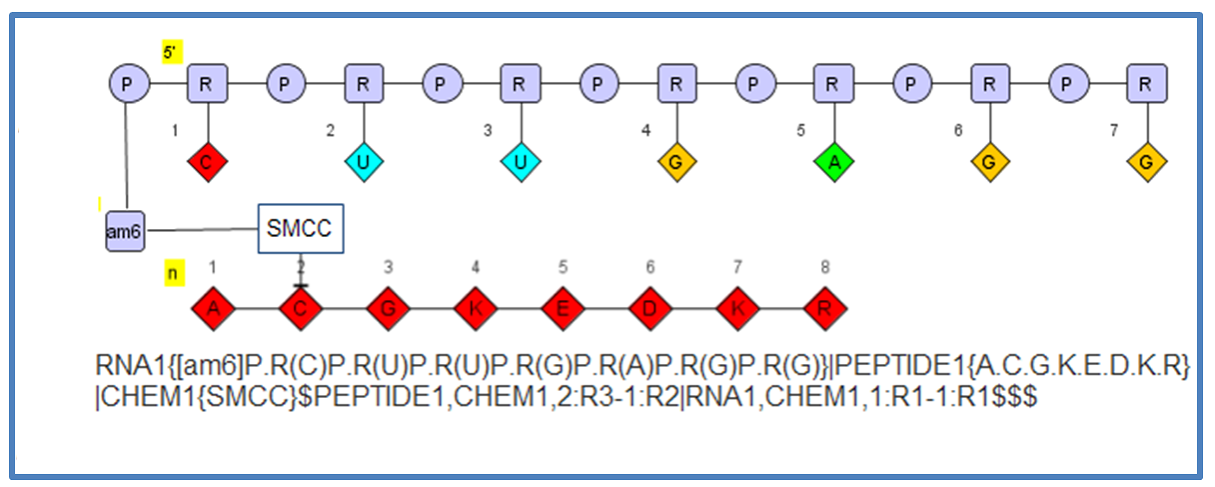 5'
P R P R P R P R P R P R P R
1 2 3 4 5 6 7
C U U G A G G
am6 SMCC
n 1 2 3 4 5 6 7 8
A C G K E D K R
RNA1{[am6]P.R(C)P.R(U)P.R(U)P.R(G)P.R(A)P.R(G)P.R(G)}|PEPTIDE1{A.C.G.K.E.D.K.R}
|CHEM1{SMCC}$PEPTIDE1,CHEM1,2:R3-1:R2|RNA1,CHEM1,1:R1-1:R1$$$